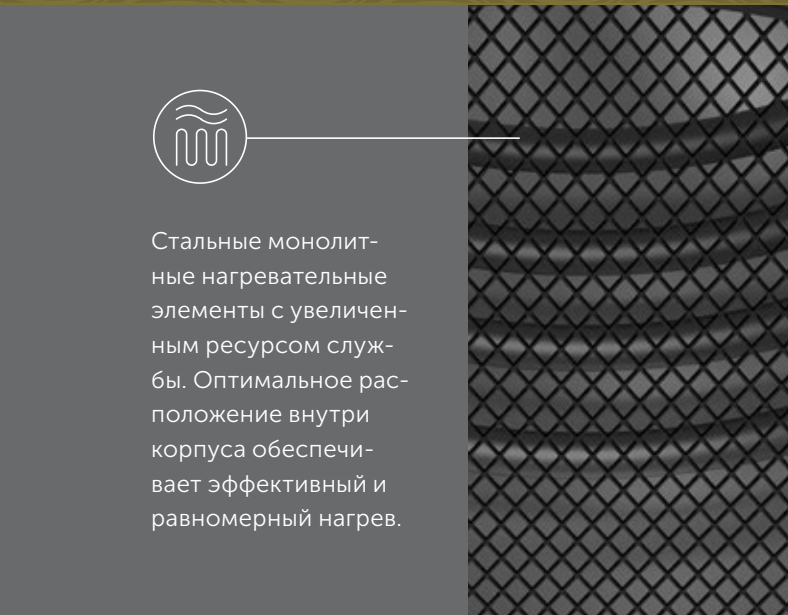 Стальные монолит-
ные нагревательные
элементы с увеличен-
ным ресурсом служ-
бы. Оптимальное рас-
положение внутри
корпуса обеспечи-
вает эффективный и
равномерный нагрев.